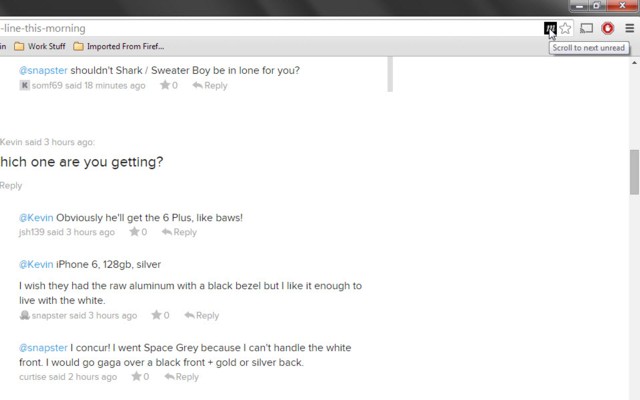 -line-this-morning
in Work Stuff Imported From Firef...
Scroll to next unread
@snapster shouldn't Shark / Sweater Boy be in lone for you?
K somf69 said 18 minutes ago 0 Reply
Kevin said 3 hours ago:
hich one are you getting?
Reply
@Kevin Obviously he'll get the 6 Plus, like baws!
jsh139 said 3 hours ago 0 Reply
@Kevin iPhone 6, 128gb, silver
I wish they had the raw aluminum with a black bezel but I like it enough to
live with the white.
snapster said 3 hours ago 0 Reply
@snapster I concur! I went Space Grey because I can't handle the white
front. I would go gaga over a black front + gold or silver back.
curtise said 2 hours ago 0 Reply